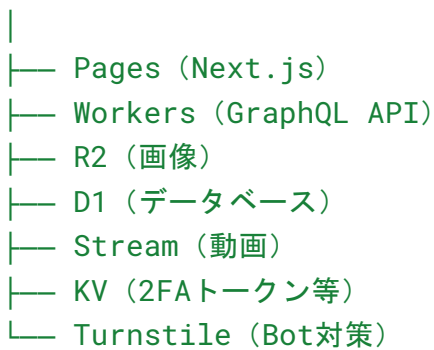 │
├── Pages（Next.js）
├── Workers（GraphQL API）
├── R2（画像）
├── D1（データベース）
├── Stream（動画）
├── KV（2FAトークン等）
└── Turnstile（Bot対策）